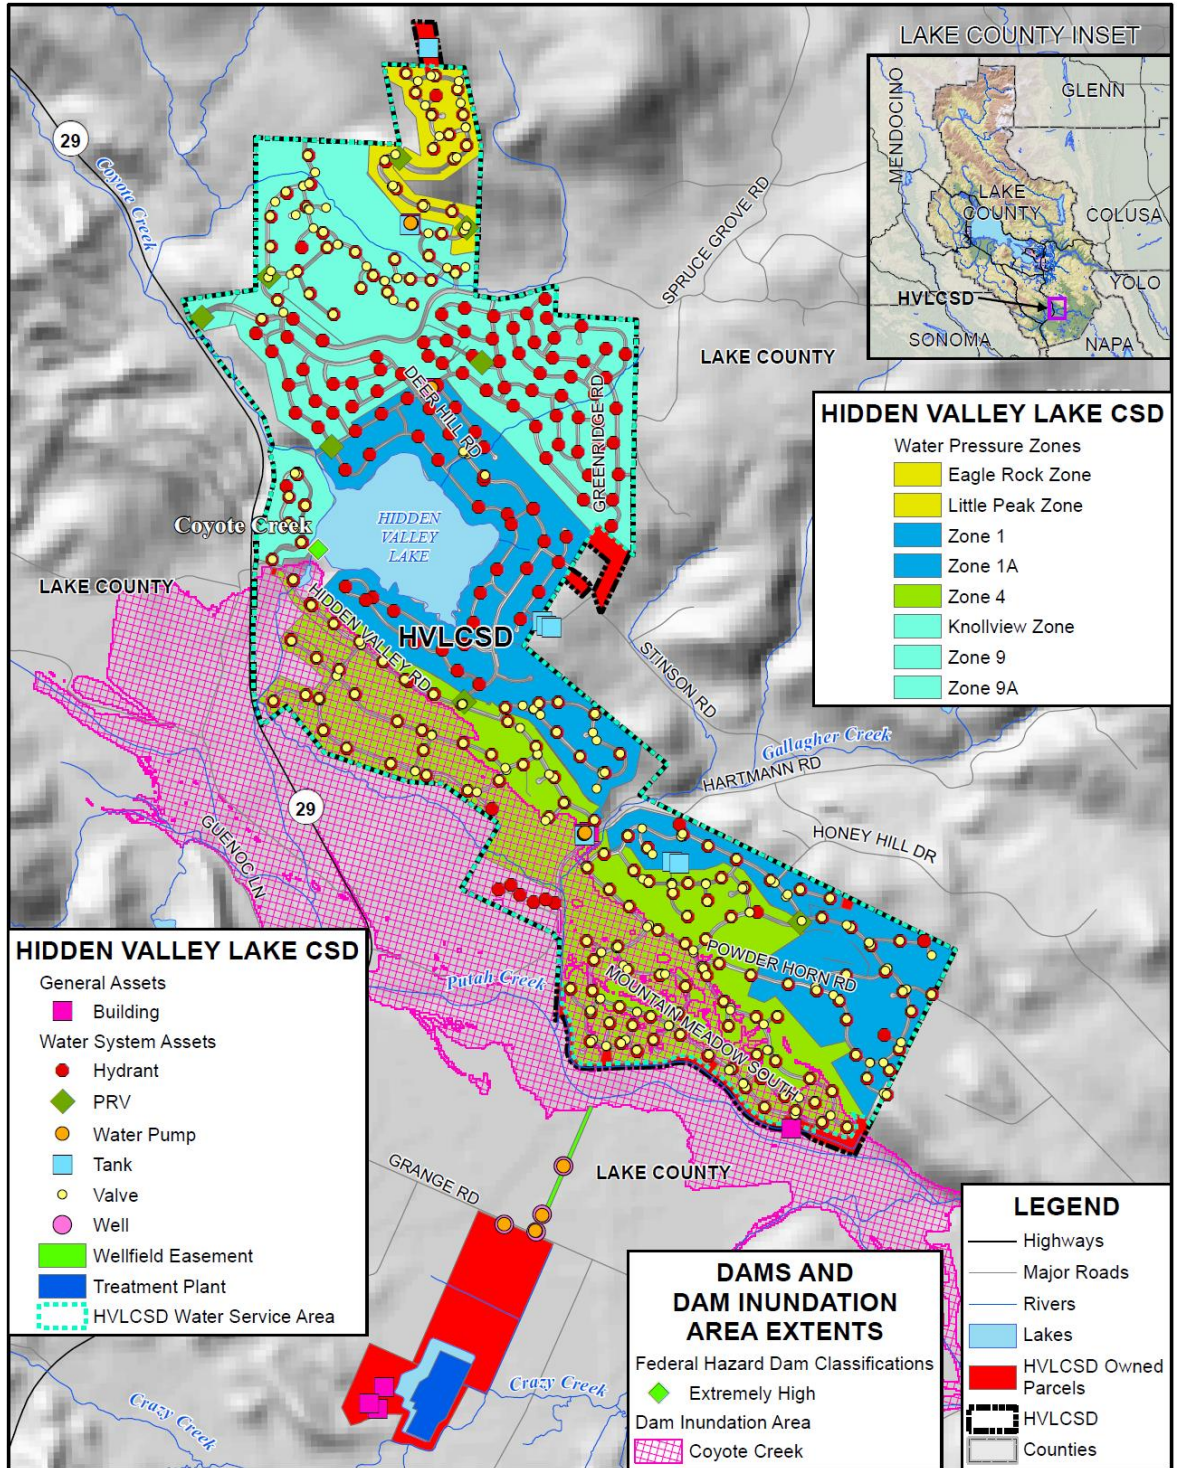 LAKE COUNTY INSET
MENDOCINO
GLENN
LAKE
COUNTY
COLUSA
YOLO
HVLCSD
SONOMA
NAPA
29
Coyote Creek
SPRUCE GROVE RD
LAKE COUNTY
DEER HILL RD
GREENRIDGE RD
HIDDEN VALLEY LAKE CSD
Water Pressure Zones
Eagle Rock Zone
Little Peak Zone
Zone 1
Zone 1A
Zone 4
Knollview Zone
Zone 9
Zone 9A
HIDDEN
VALLEY
LAKE
Coyote Creek
LAKE COUNTY
HIDDEN VALLEY RD
HVLCSD
STINSON RD
Gallagher Creek
HARTMANN RD
HONEY HILL DR
29
GUENOC LN
POWDER HORN RD
MOUNTAIN MEADOW SOUTH
Putah Creek
HIDDEN VALLEY LAKE CSD
General Assets
Building
Water System Assets
Hydrant
PRV
Water Pump
Tank
Valve
Well
Wellfield Easement
Treatment Plant
HVLCSD Water Service Area
GRANGE RD
LAKE COUNTY
Crazy Creek
Crazy Creek
DAMS AND
DAM INUNDATION
AREA EXTENTS
Federal Hazard Dam Classifications
Extremely High
Dam Inundation Area
Coyote Creek
LEGEND
Highways
Major Roads
Rivers
Lakes
HVLCSD Owned
Parcels
HVLCSD
Counties